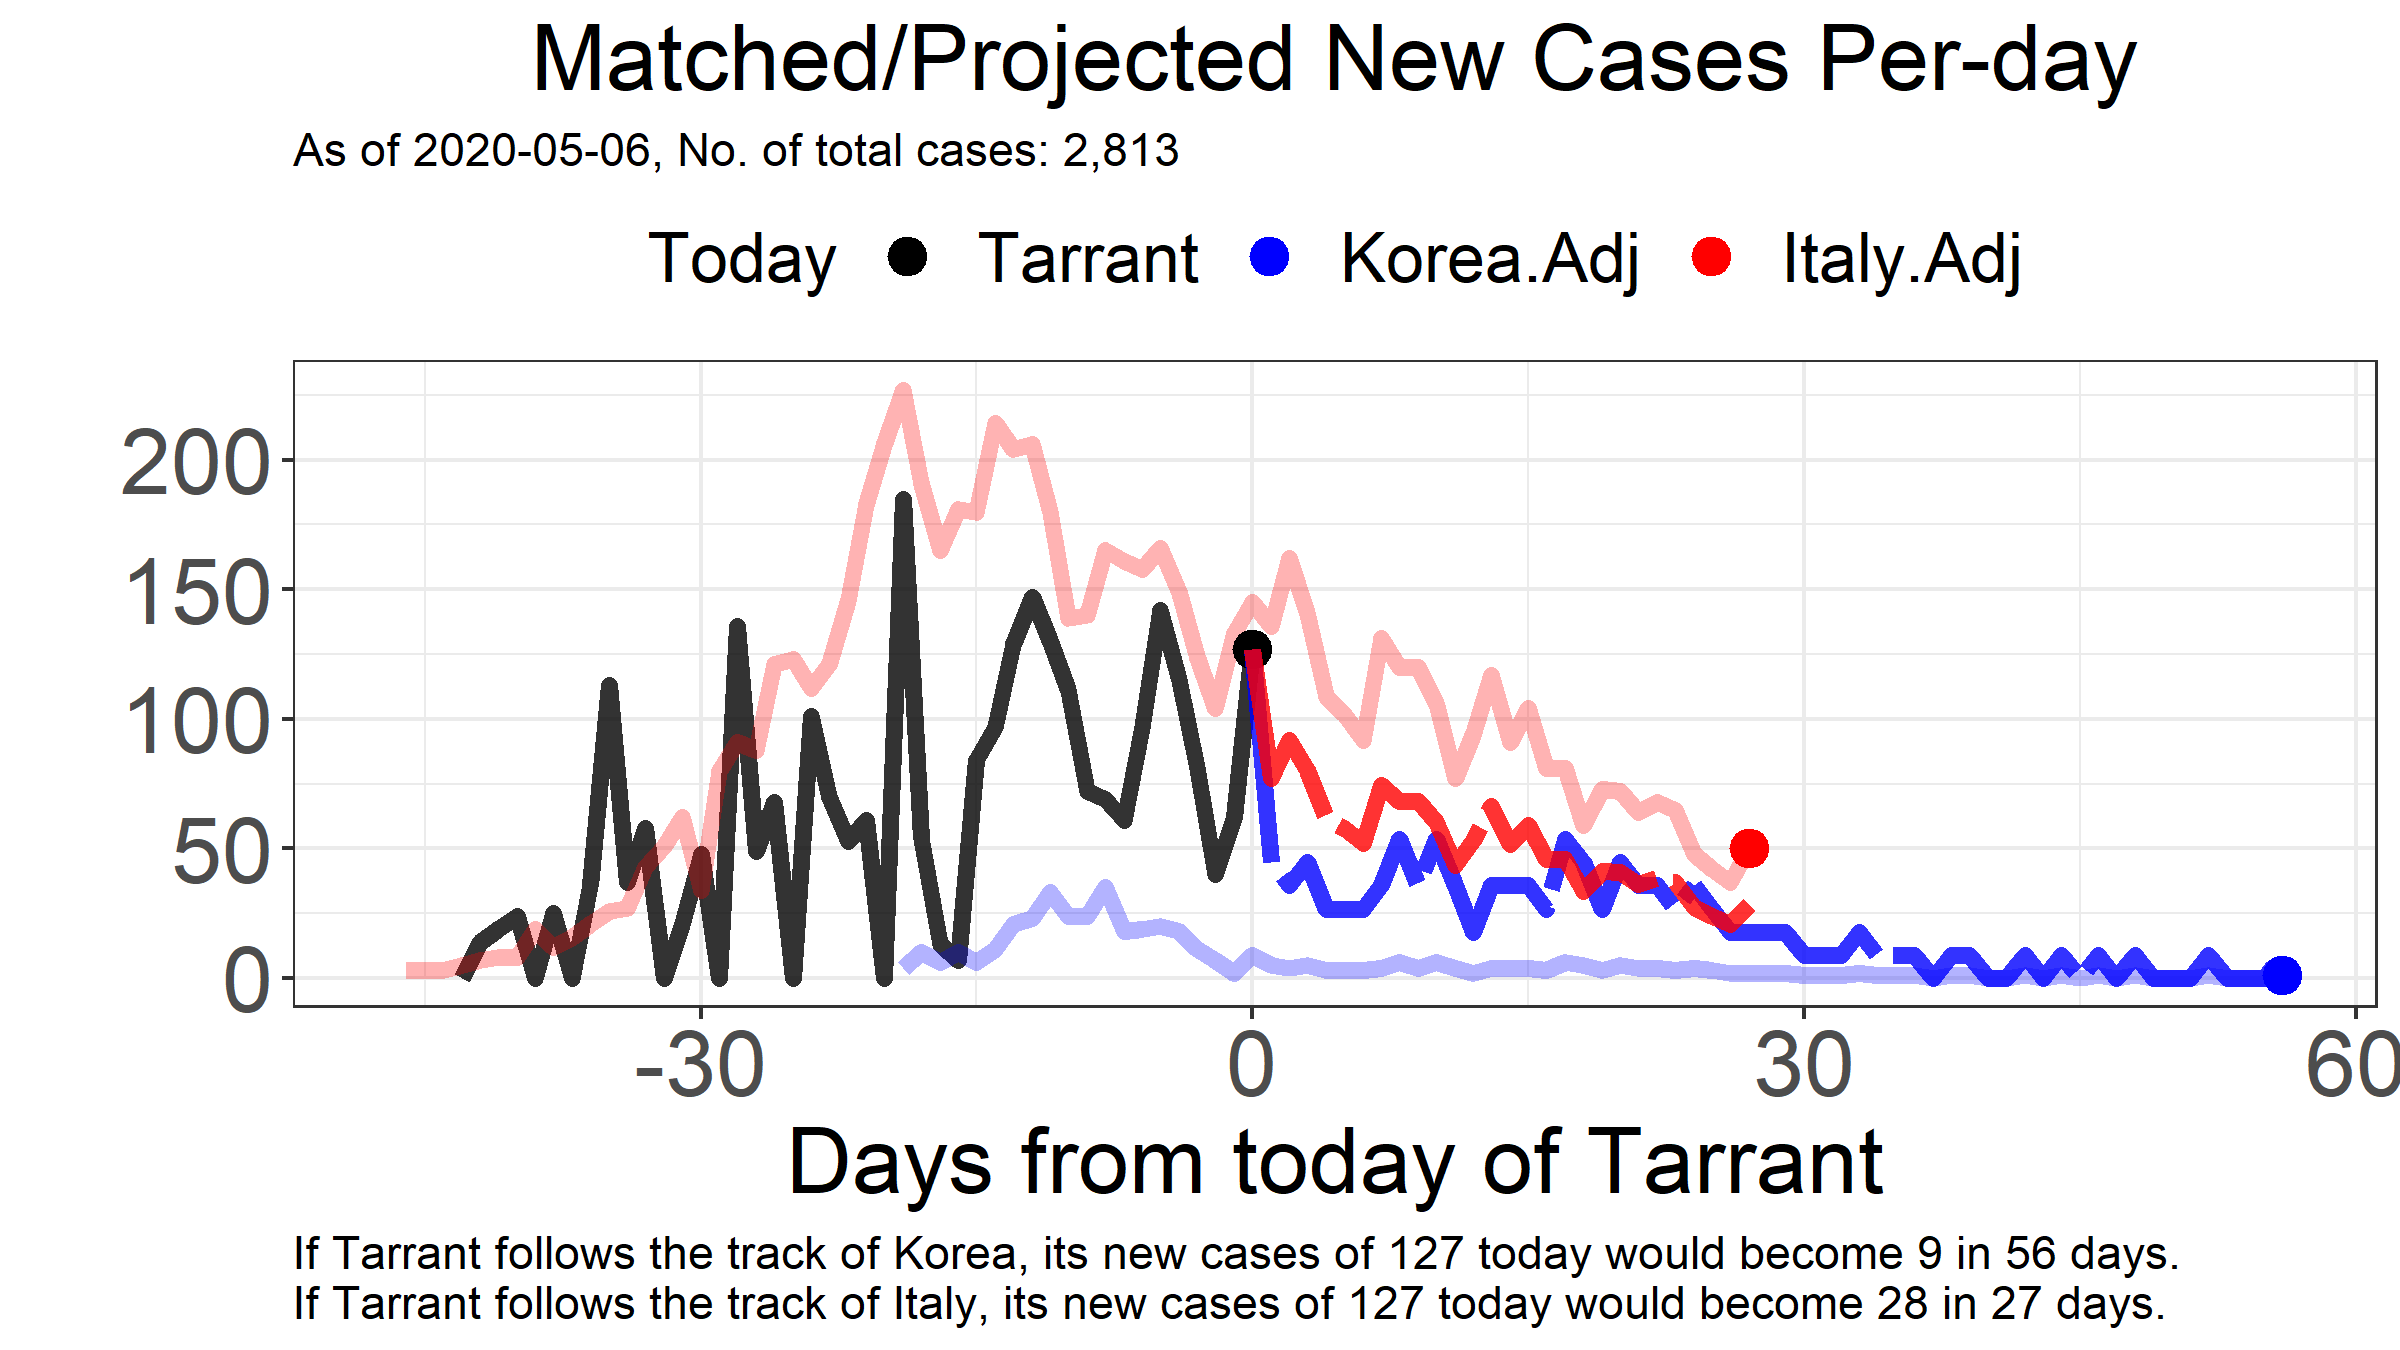 Matched/Projected New Cases Per-day
As of 2020-05-06, No. of total cases: 2,813
Today Tarrant Korea.Adj Italy.Adj
200
150
100
50
0
-30 0 30 60
Days from today of Tarrant
If Tarrant follows the track of Korea, its new cases of 127 today would become 9 in 56 days.
If Tarrant follows the track of Italy, its new cases of 127 today would become 28 in 27 days.